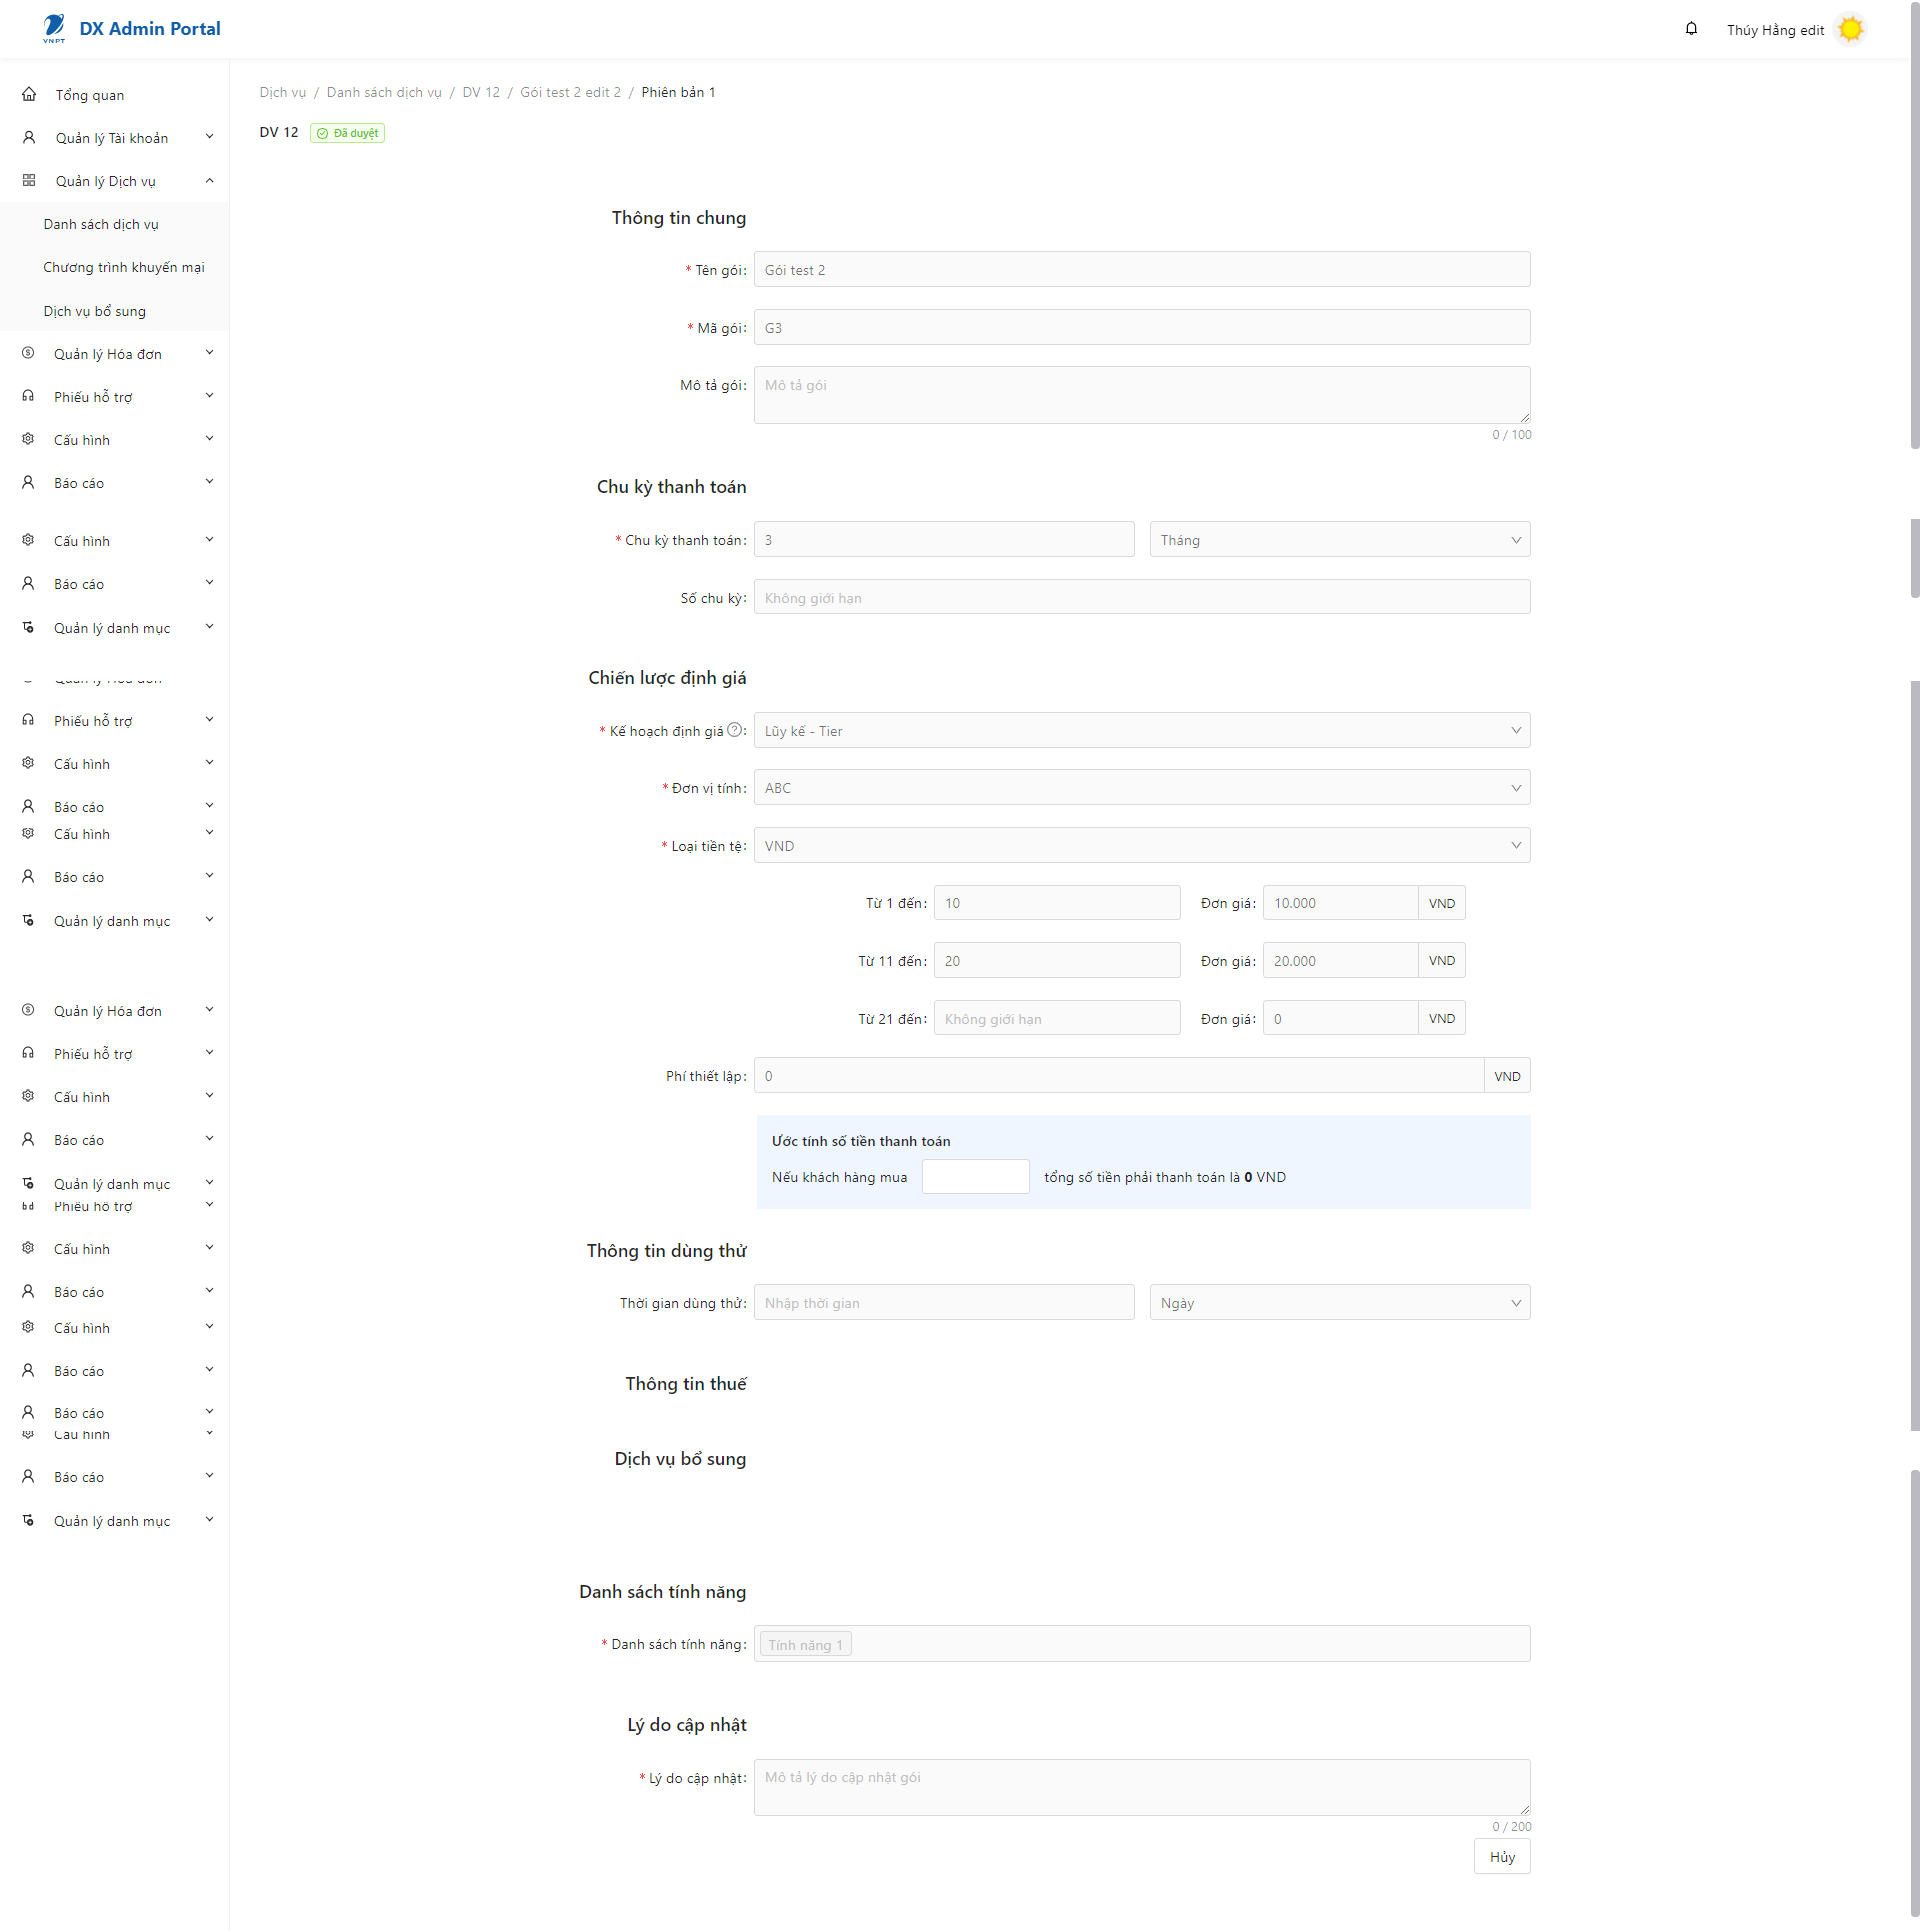 VNPT
DX Admin Portal
Thúy Hằng edit
Tổng quan
Quản lý Tài khoản
Quản lý Dịch vụ
Danh sách dịch vụ
Chương trình khuyến mại
Dịch vụ bổ sung
Quản lý Hóa đơn
Phiếu hỗ trợ
Cấu hình
Báo cáo
Cấu hình
Báo cáo
Quản lý danh mục
Quản lý Hóa đơn
Phiếu hỗ trợ
Cấu hình
Báo cáo
Cấu hình
Báo cáo
Quản lý danh mục
Quản lý Hóa đơn
Phiếu hỗ trợ
Cấu hình
Báo cáo
Quản lý danh mục
Phiếu hỗ trợ
Cấu hình
Báo cáo
Cấu hình
Báo cáo
Báo cáo
Cấu hình
Báo cáo
Quản lý danh mục
Dịch vụ / Danh sách dịch vụ / DV 12 / Gói test 2 edit 2 / Phiên bản 1
DV 12 Đã duyệt
Thông tin chung
* Tên gói: Gói test 2
* Mã gói: G3
Mô tả gói: Mô tả gói
0 / 100
Chu kỳ thanh toán
* Chu kỳ thanh toán: 3 Tháng
Số chu kỳ: Không giới hạn
Chiến lược định giá
* Kế hoạch định giá : Lũy kế - Tier
* Đơn vị tính: ABC
* Loại tiền tệ: VND
Từ 1 đến: 10 Đơn giá: 10.000 VND
Từ 11 đến: 20 Đơn giá: 20.000 VND
Từ 21 đến: Không giới hạn Đơn giá: 0 VND
Phí thiết lập: 0 VND
Ước tính số tiền thanh toán
Nếu khách hàng mua tổng số tiền phải thanh toán là 0 VND
Thông tin dùng thử
Thời gian dùng thử: Nhập thời gian Ngày
Thông tin thuế
Dịch vụ bổ sung
Danh sách tính năng
* Danh sách tính năng: Tính năng 1
Lý do cập nhật
* Lý do cập nhật: Mô tả lý do cập nhật gói
0 / 200
Hủy